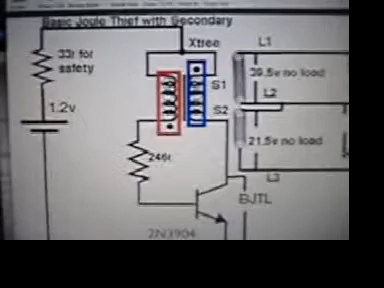 Basic Joule Thief with Secondary
33r for
safety
Xtree
L1
S1
39.5v no load
1.2v
L2
S2
21.5v no load
246r
L3
BJTL
2N3904